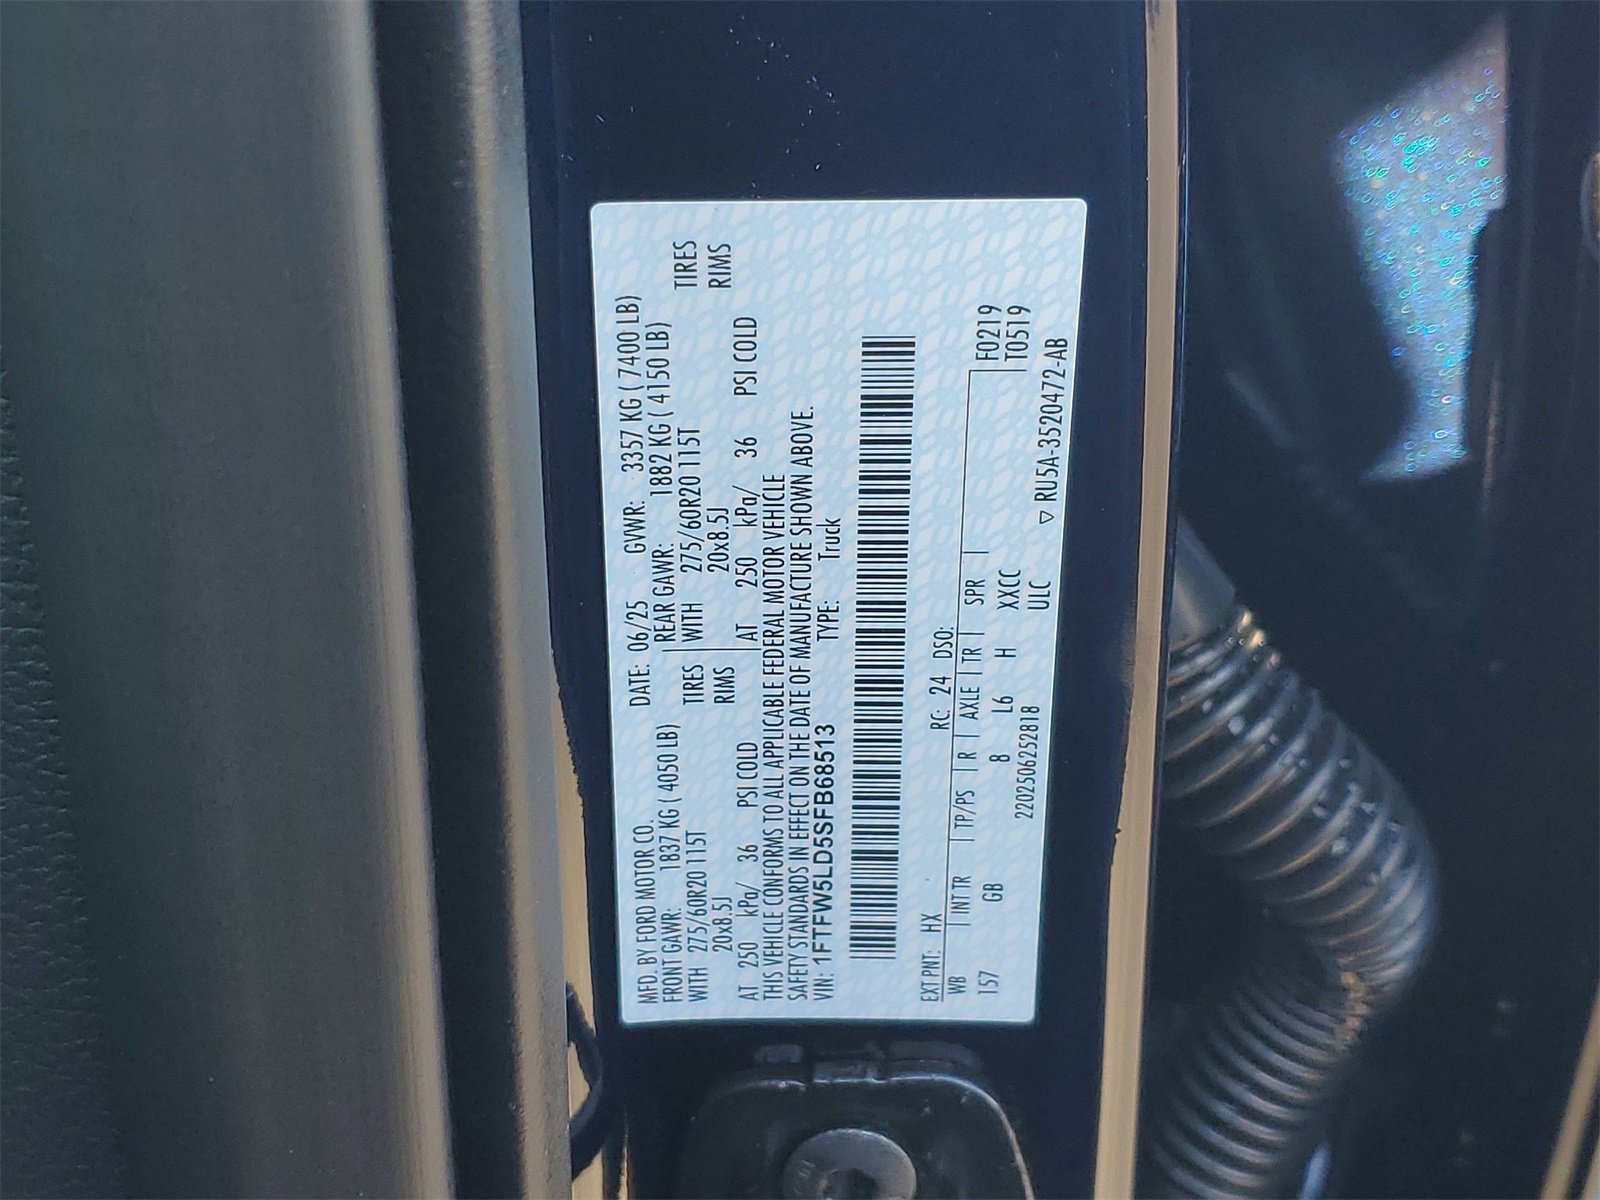 MFD. BY FORD MOTOR CO.
DATE: 06/25 GVWR: 3357 KG ( 7400 LB)
FRONT GAWR: 1837 KG ( 4050 LB) REAR GAWR: 1882 KG ( 4150 LB)
WITH 275/60R20 115T TIRES WITH 275/60R20 115T TIRES
20x8.5J RIMS 20x8.5J RIMS
AT 250 kPa/ 36 PSI COLD AT 250 kPa/ 36 PSI COLD
THIS VEHICLE CONFORMS TO ALL APPLICABLE FEDERAL MOTOR VEHICLE
SAFETY STANDARDS IN EFFECT ON THE DATE OF MANUFACTURE SHOWN ABOVE.
VIN: 1FTFW5LD5SFB68513 TYPE: Truck
EXT PNT: HX RC: 24 DSO:
WB | INT TR | TP/PS | R | AXLE | TR | SPR | F0219
157 GB 8 L6 H XXCC T0519
2202506252818 ULC ▽ RU5A-3520472-AB